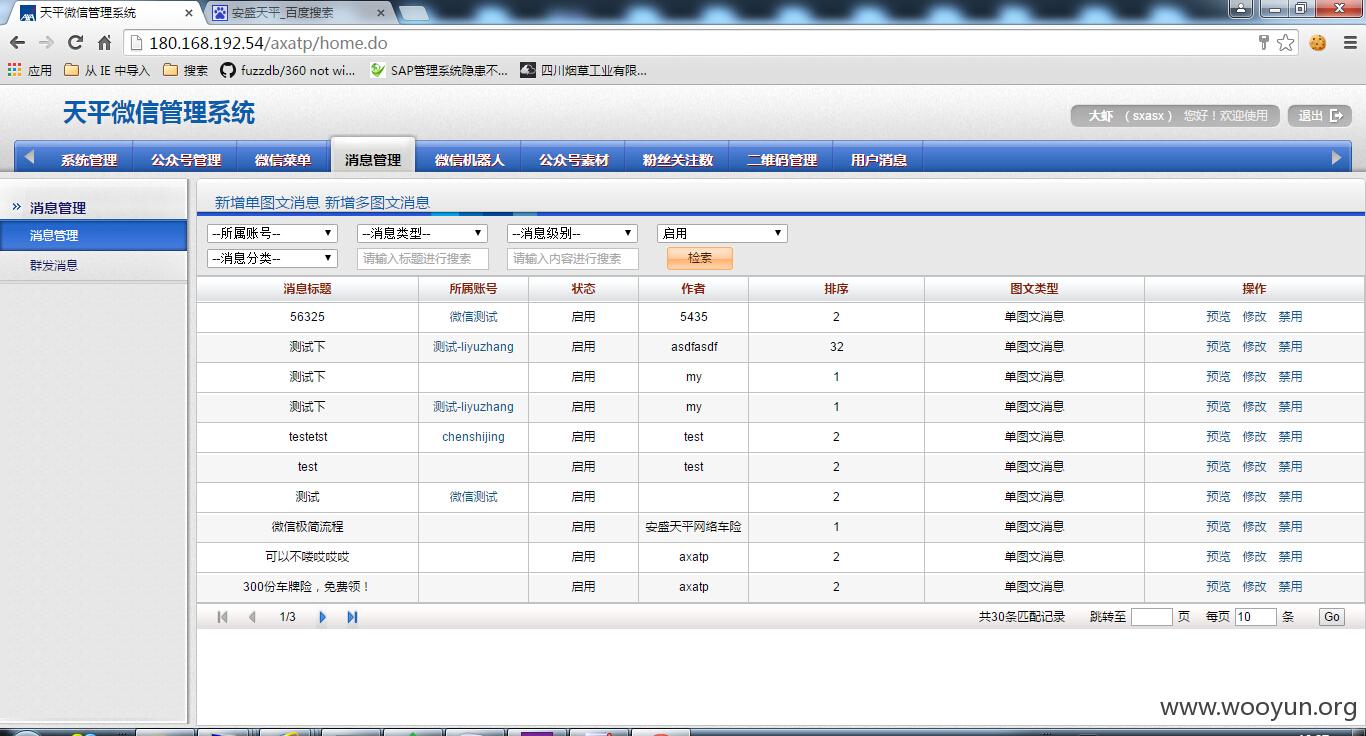 天平微信管理系统
安盛天平_百度搜索
180.168.192.54/axatp/home.do
应用 从 IE 中导入 搜索 fuzzdb/360 not wi... SAP管理系统隐患不... 四川烟草工业有限...
天平微信管理系统
大虾 （sxasx） 您好！欢迎使用 退出
系统管理 公众号管理 微信菜单 消息管理 微信机器人 公众号素材 粉丝关注数 二维码管理 用户消息
消息管理
消息管理
群发消息
新增单图文消息 新增多图文消息
--所属账号-- --消息类型-- --消息级别-- 启用
--消息分类-- 请输入标题进行搜索 请输入内容进行搜索 检索
消息标题 所属账号 状态 作者 排序 图文类型 操作
56325 微信测试 启用 5435 2 单图文消息 预览 修改 禁用
测试下 测试-liyuzhang 启用 asdfasdf 32 单图文消息 预览 修改 禁用
测试下 启用 my 1 单图文消息 预览 修改 禁用
测试下 测试-liyuzhang 启用 my 1 单图文消息 预览 修改 禁用
testetst chenshijing 启用 test 2 单图文消息 预览 修改 禁用
test 启用 test 2 单图文消息 预览 修改 禁用
测试 微信测试 启用 2 单图文消息 预览 修改 禁用
微信极简流程 启用 安盛天平网络车险 1 单图文消息 预览 修改 禁用
可以不喽哎哎哎 启用 axatp 2 单图文消息 预览 修改 禁用
300份车牌险，免费领！ 启用 axatp 2 单图文消息 预览 修改 禁用
1/3 共30条匹配记录 跳转至 页 每页 10 条 Go
www.wooyun.org